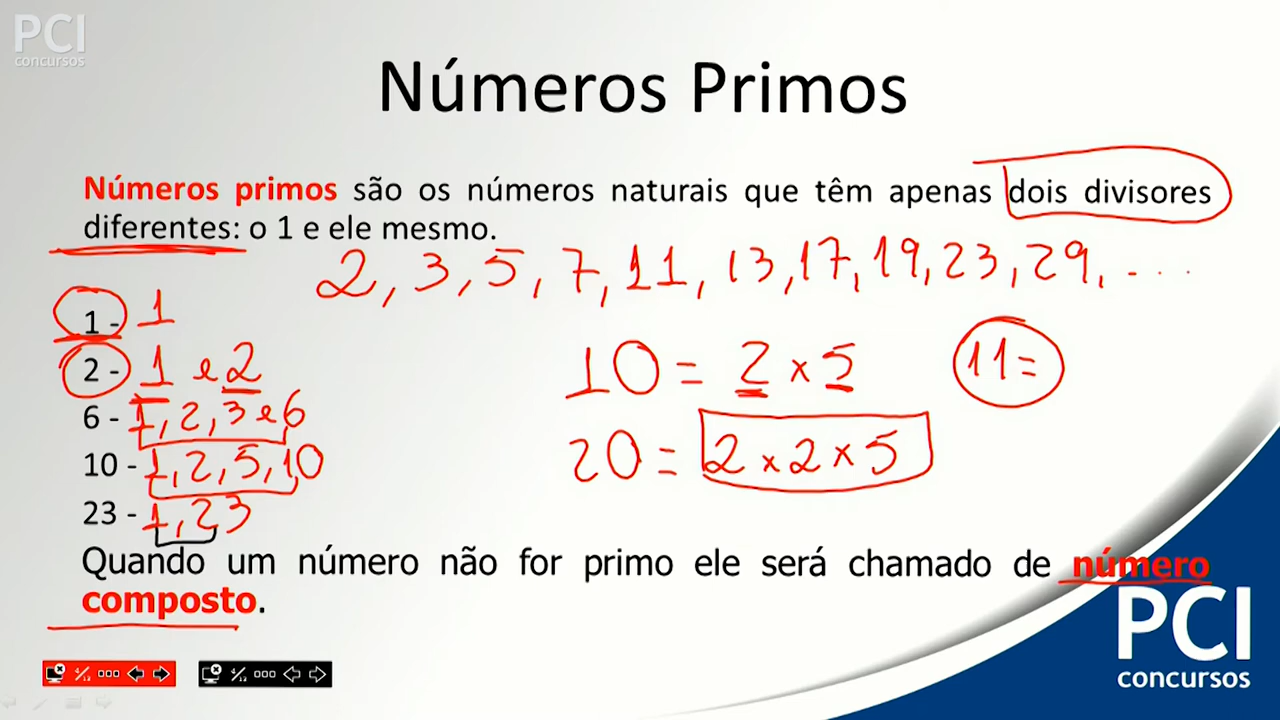 PCI
concursos
Números Primos
Números primos são os números naturais que têm apenas dois divisores
diferentes: o 1 e ele mesmo.
2, 3, 5, 7, 11, 13, 17, 19, 23, 29, ...
1 - 1
2 - 1 e 2
10 = 2 x 5
11 =
6 - 1, 2, 3 e 6
20 = 2 x 2 x 5
10 - 1, 2, 5, 10
23 - 1, 23
Quando um número não for primo ele será chamado de número
composto.
PCI
concursos